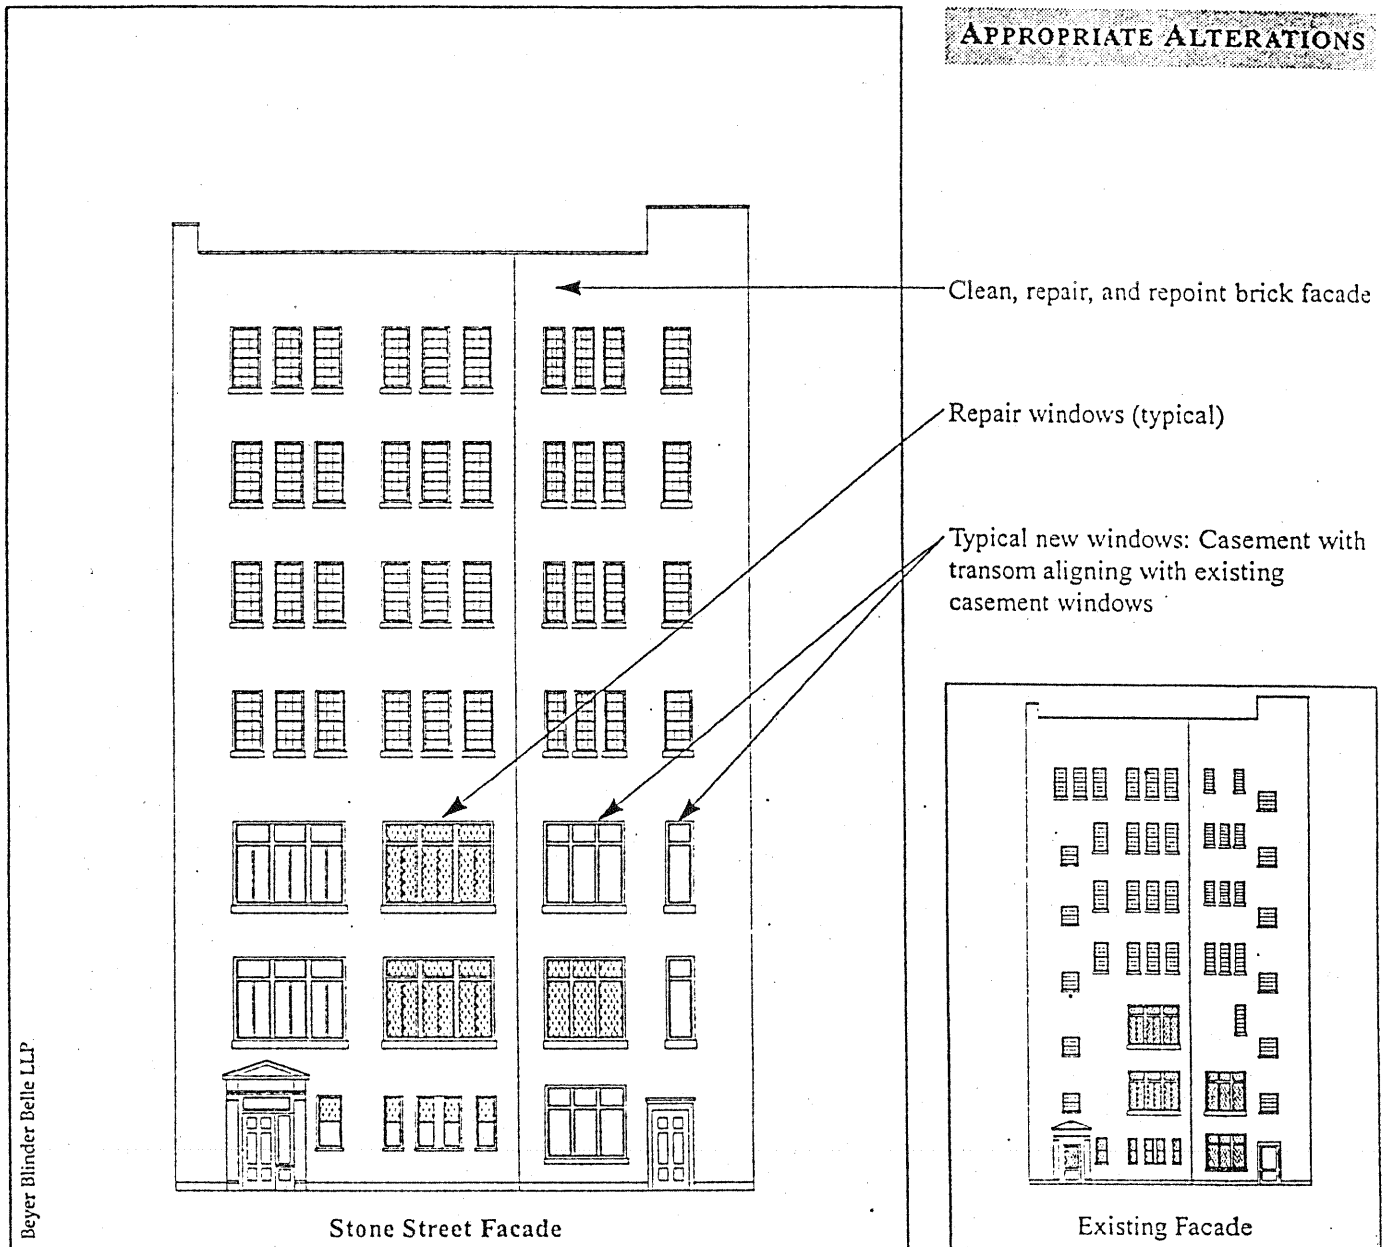 APPROPRIATE ALTERATIONS
Clean, repair, and repoint brick facade
Repair windows (typical)
Typical new windows: Casement with
transom aligning with existing
casement windows
Beyer Blinder Belle LLP
Stone Street Facade
Existing Facade